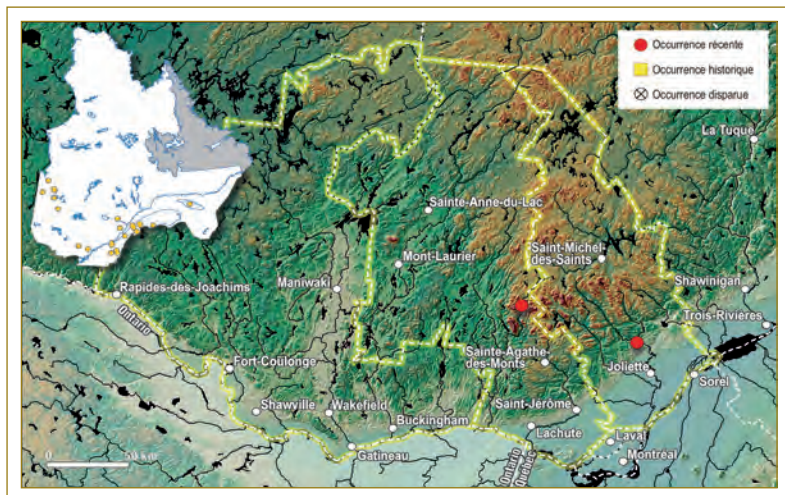 Occurrence récente
Occurrence historique
Occurrence disparue
La Tuque
Sainte-Anne-du-Lac
Saint-Michel-
des-Saints
Mont-Laurier
Maniwaki
Shawinigan
Rapides-des-Joachims
Trois-Rivières
Ontario
Fort-Coulonge
Sainte-Agathe-
des-Monts
Joliette
Sorel
Shawville
Wakefield
Buckingham
Saint-Jérôme
Lachute
Laval
Gatineau
Montréal
Ontario
Québec
0 50 km